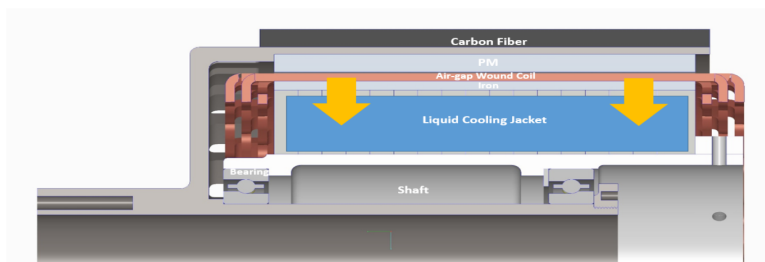 Carbon Fiber
PM
Air-gap Wound Coil
Iron
Liquid Cooling Jacket
Bearing
Shaft